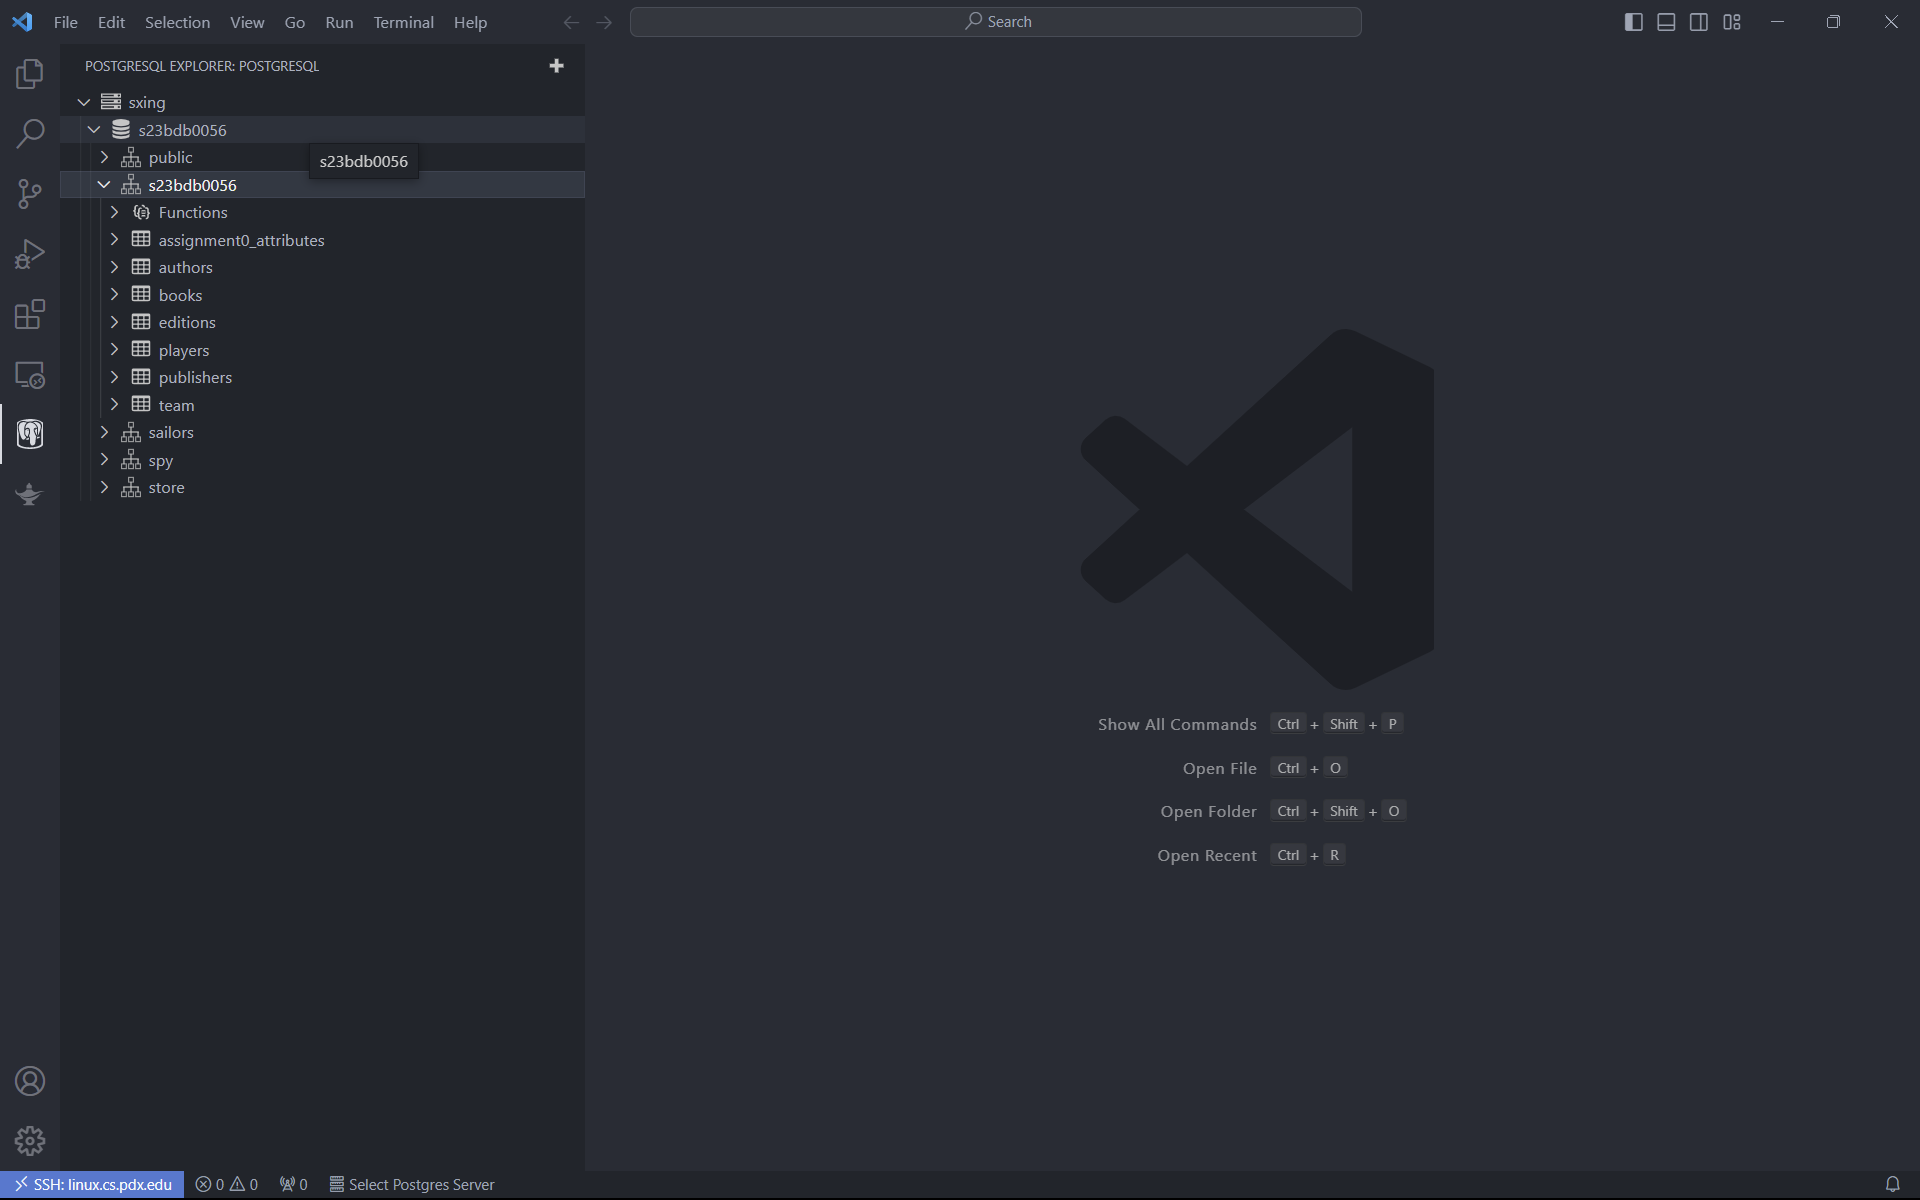 File Edit Selection View Go Run Terminal Help
Search
POSTGRESQL EXPLORER: POSTGRESQL
sxing
s23bdb0056
public
s23bdb0056
s23bdb0056
Functions
assignment0_attributes
authors
books
editions
players
publishers
team
sailors
spy
store
Show All Commands Ctrl + Shift + P
Open File Ctrl + O
Open Folder Ctrl + Shift + O
Open Recent Ctrl + R
SSH: linux.cs.pdx.edu 0 0 0 Select Postgres Server